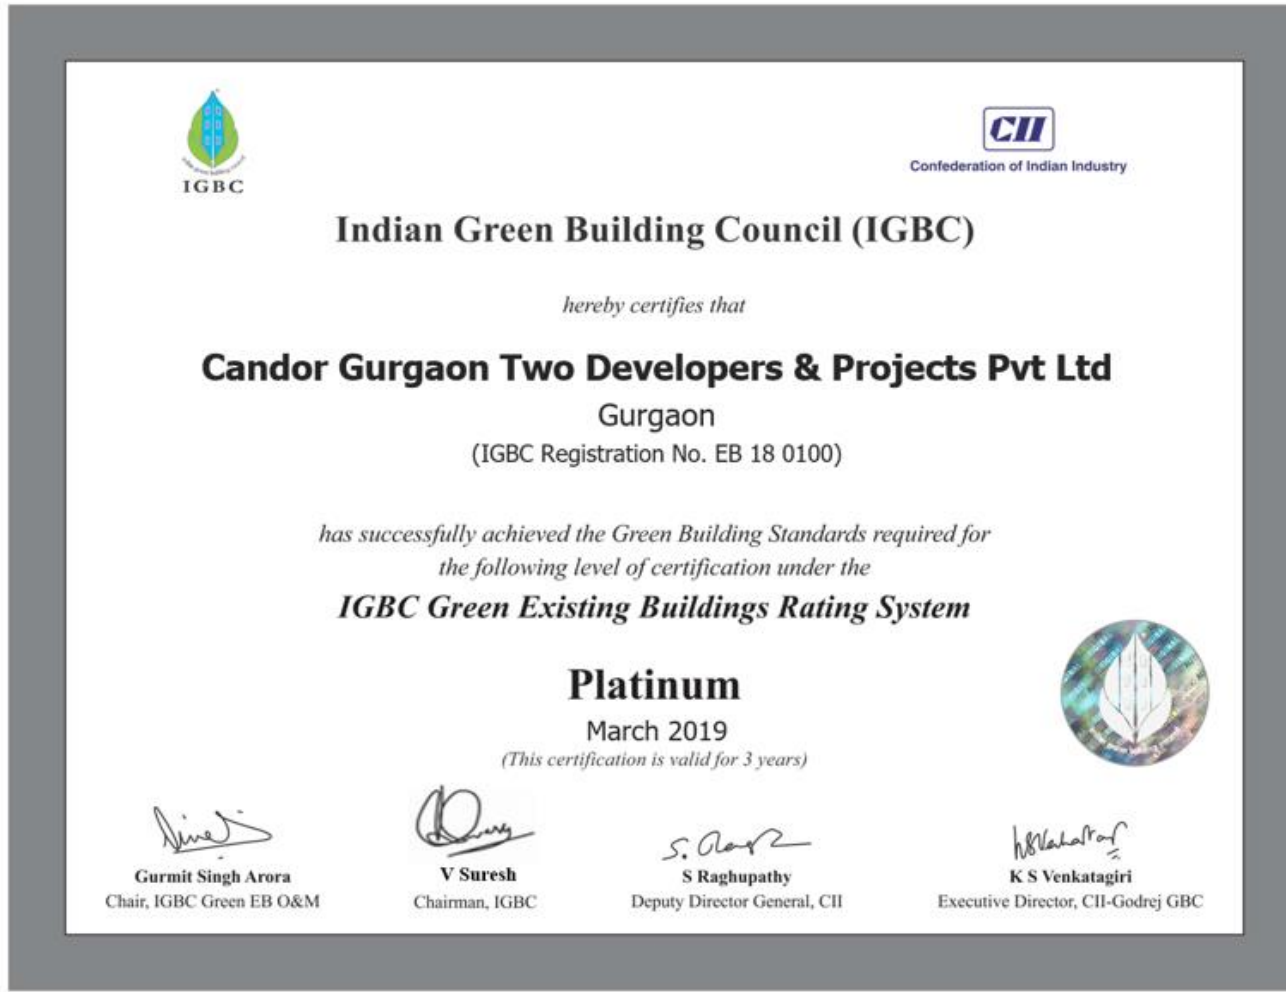 IGBC
CII
Confederation of Indian Industry
Indian Green Building Council (IGBC)
hereby certifies that
Candor Gurgaon Two Developers & Projects Pvt Ltd
Gurgaon
(IGBC Registration No. EB 18 0100)
has successfully achieved the Green Building Standards required for
the following level of certification under the
IGBC Green Existing Buildings Rating System
Platinum
March 2019
(This certification is valid for 3 years)
Gurmit Singh Arora
Chair, IGBC Green EB O&M
V Suresh
Chairman, IGBC
S Raghupathy
Deputy Director General, CII
K S Venkatagiri
Executive Director, CII-Godrej GBC